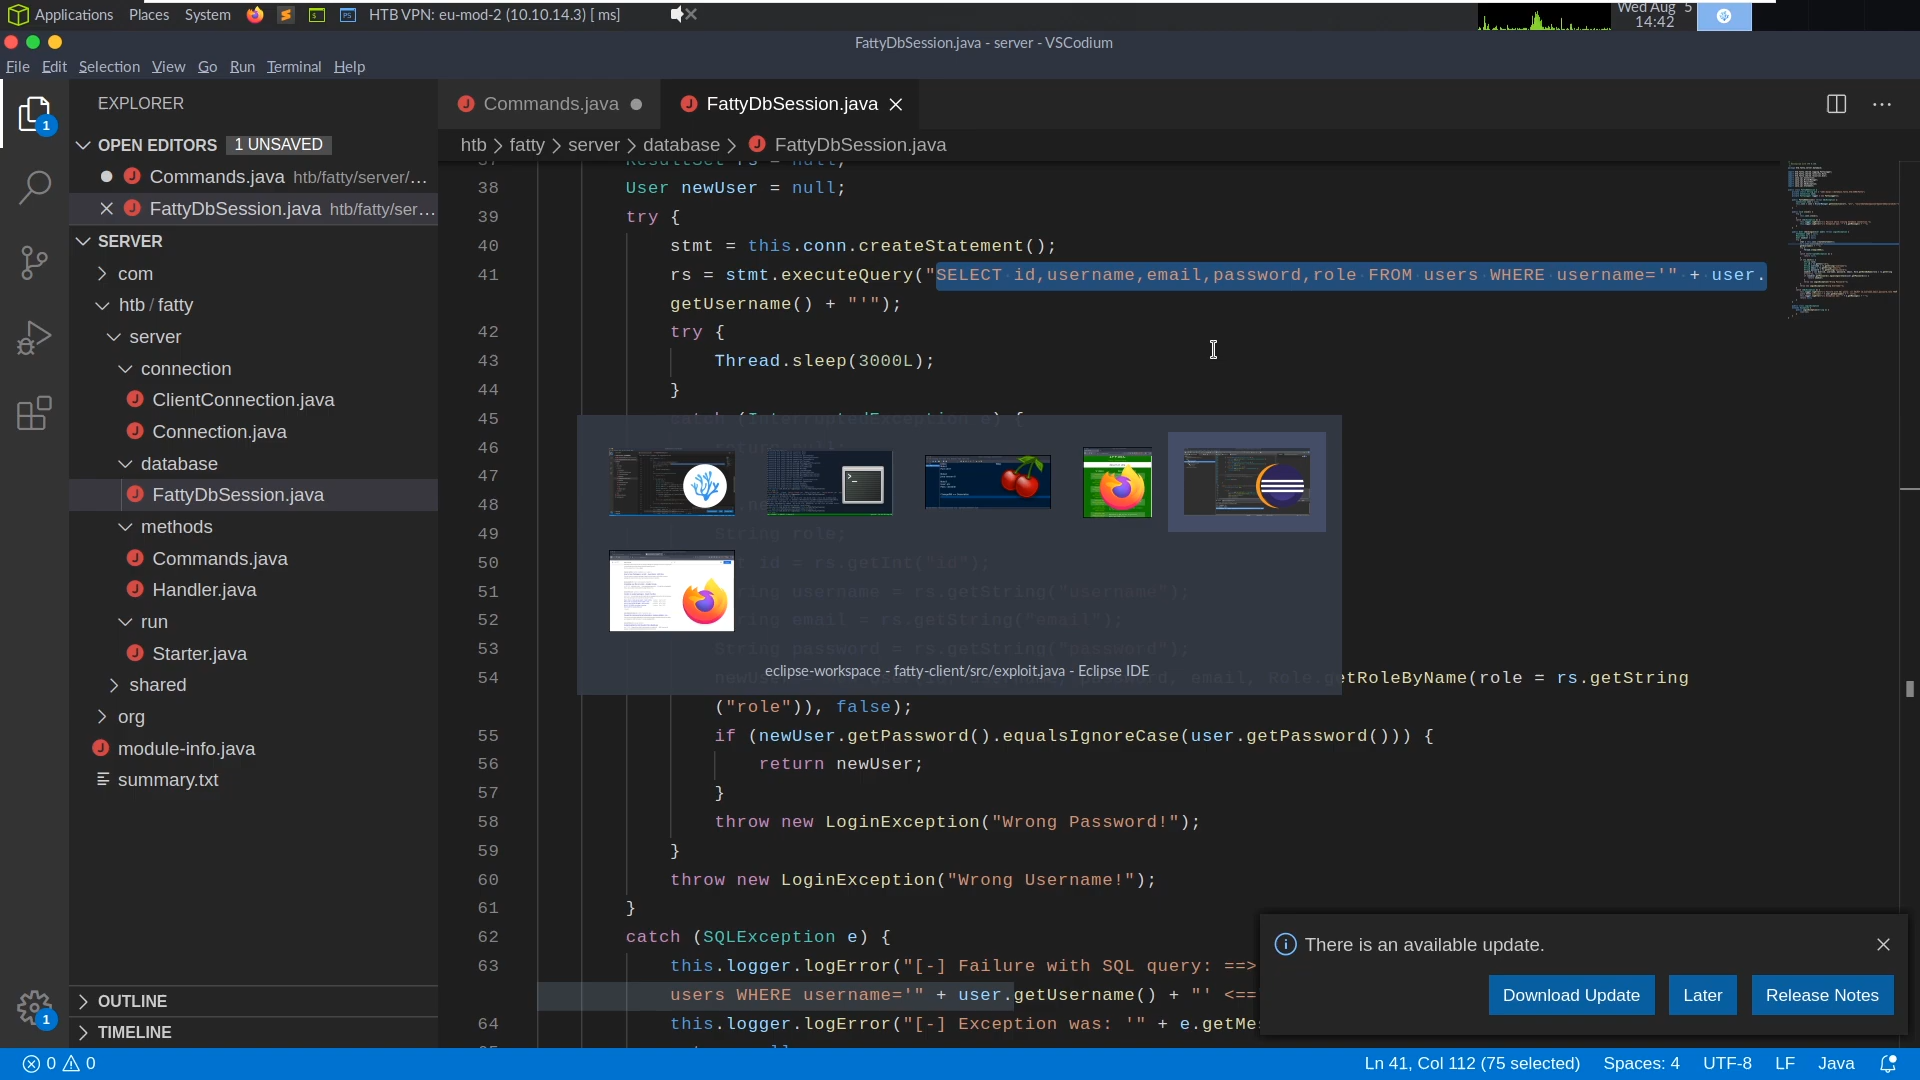 Applications Places System HTB VPN: eu-mod-2 (10.10.14.3) [ ms] Wed Aug 5
14:42
FattyDbSession.java - server - VSCodium
File Edit Selection View Go Run Terminal Help
EXPLORER
OPEN EDITORS 1 UNSAVED
Commands.java htb/fatty/server/...
FattyDbSession.java htb/fatty/ser...
SERVER
com
htb / fatty
server
connection
ClientConnection.java
Connection.java
database
FattyDbSession.java
methods
Commands.java
Handler.java
run
Starter.java
shared
org
module-info.java
summary.txt
OUTLINE
TIMELINE
1
1
Commands.java
FattyDbSession.java
htb > fatty > server > database > FattyDbSession.java
37 ResultSet rs = null;
38 User newUser = null;
39 try {
40 stmt = this.conn.createStatement();
41 rs = stmt.executeQuery("SELECT id,username,email,password,role FROM users WHERE username='" + user.
getUsername() + "'");
42 try {
43 Thread.sleep(3000L);
44 }
45 catch (InterruptedException e) {
46 return null;
47
48
49 String role;
50 id = rs.getInt("id");
51 username = rs.getString("username");
52 email = rs.getString("email");
53 String password = rs.getString("password");
54 password, email, Role.getRoleByName(role = rs.getString
("role")), false);
55 if (newUser.getPassword().equalsIgnoreCase(user.getPassword())) {
56 return newUser;
57 }
58 throw new LoginException("Wrong Password!");
59 }
60 throw new LoginException("Wrong Username!");
61 }
62 catch (SQLException e) {
63 this.logger.logError("[-] Failure with SQL query: ==>
users WHERE username='" + user.getUsername() + "' <==
64 this.logger.logError("[-] Exception was: '" + e.getMes
eclipse-workspace - fatty-client/src/exploit.java - Eclipse IDE
There is an available update.
Download Update Later Release Notes
0 0 Ln 41, Col 112 (75 selected) Spaces: 4 UTF-8 LF Java